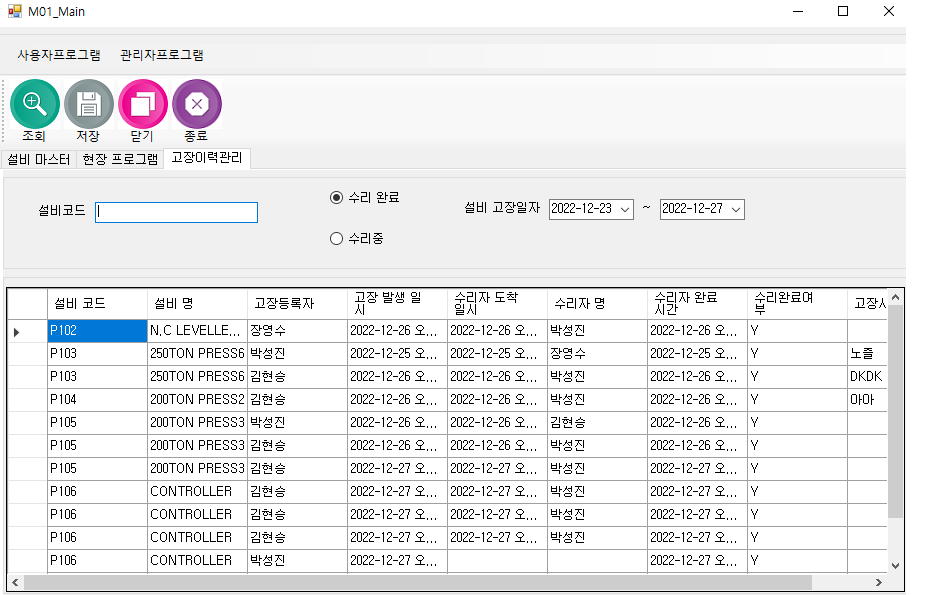 M01_Main
사용자프로그램 관리자프로그램
조회 저장 닫기 종료
설비 마스터 현장 프로그램 고장이력관리
수리 완료
설비코드 설비 고장일자 2022-12-23 ~ 2022-12-27
수리중
설비 코드 설비 명 고장등록자 고장 발생 일시 수리자 도착 일시 수리자 명 수리자 완료 시간 수리완료여부 고장사
P102 N,C LEVELLE... 장영수 2022-12-26 오... 2022-12-26 오... 박성진 2022-12-26 오... Y
P103 250TON PRESS6 박성진 2022-12-25 오... 2022-12-25 오... 장영수 2022-12-25 오... Y 노즐
P103 250TON PRESS6 김현승 2022-12-26 오... 2022-12-26 오... 박성진 2022-12-26 오... Y DKDK
P104 200TON PRESS2 김현승 2022-12-26 오... 2022-12-26 오... 박성진 2022-12-26 오... Y 아아
P105 200TON PRESS3 박성진 2022-12-26 오... 2022-12-26 오... 김현승 2022-12-26 오... Y
P105 200TON PRESS3 김현승 2022-12-26 오... 2022-12-26 오... 박성진 2022-12-26 오... Y
P105 200TON PRESS3 김현승 2022-12-27 오... 2022-12-27 오... 박성진 2022-12-27 오... Y
P106 CONTROLLER 김현승 2022-12-27 오... 2022-12-27 오... 박성진 2022-12-27 오... Y
P106 CONTROLLER 김현승 2022-12-27 오... 2022-12-27 오... 박성진 2022-12-27 오... Y
P106 CONTROLLER 김현승 2022-12-27 오... 2022-12-27 오... 박성진 2022-12-27 오... Y
P106 CONTROLLER 박성진 2022-12-27 오... 2022-12-27 오... Y